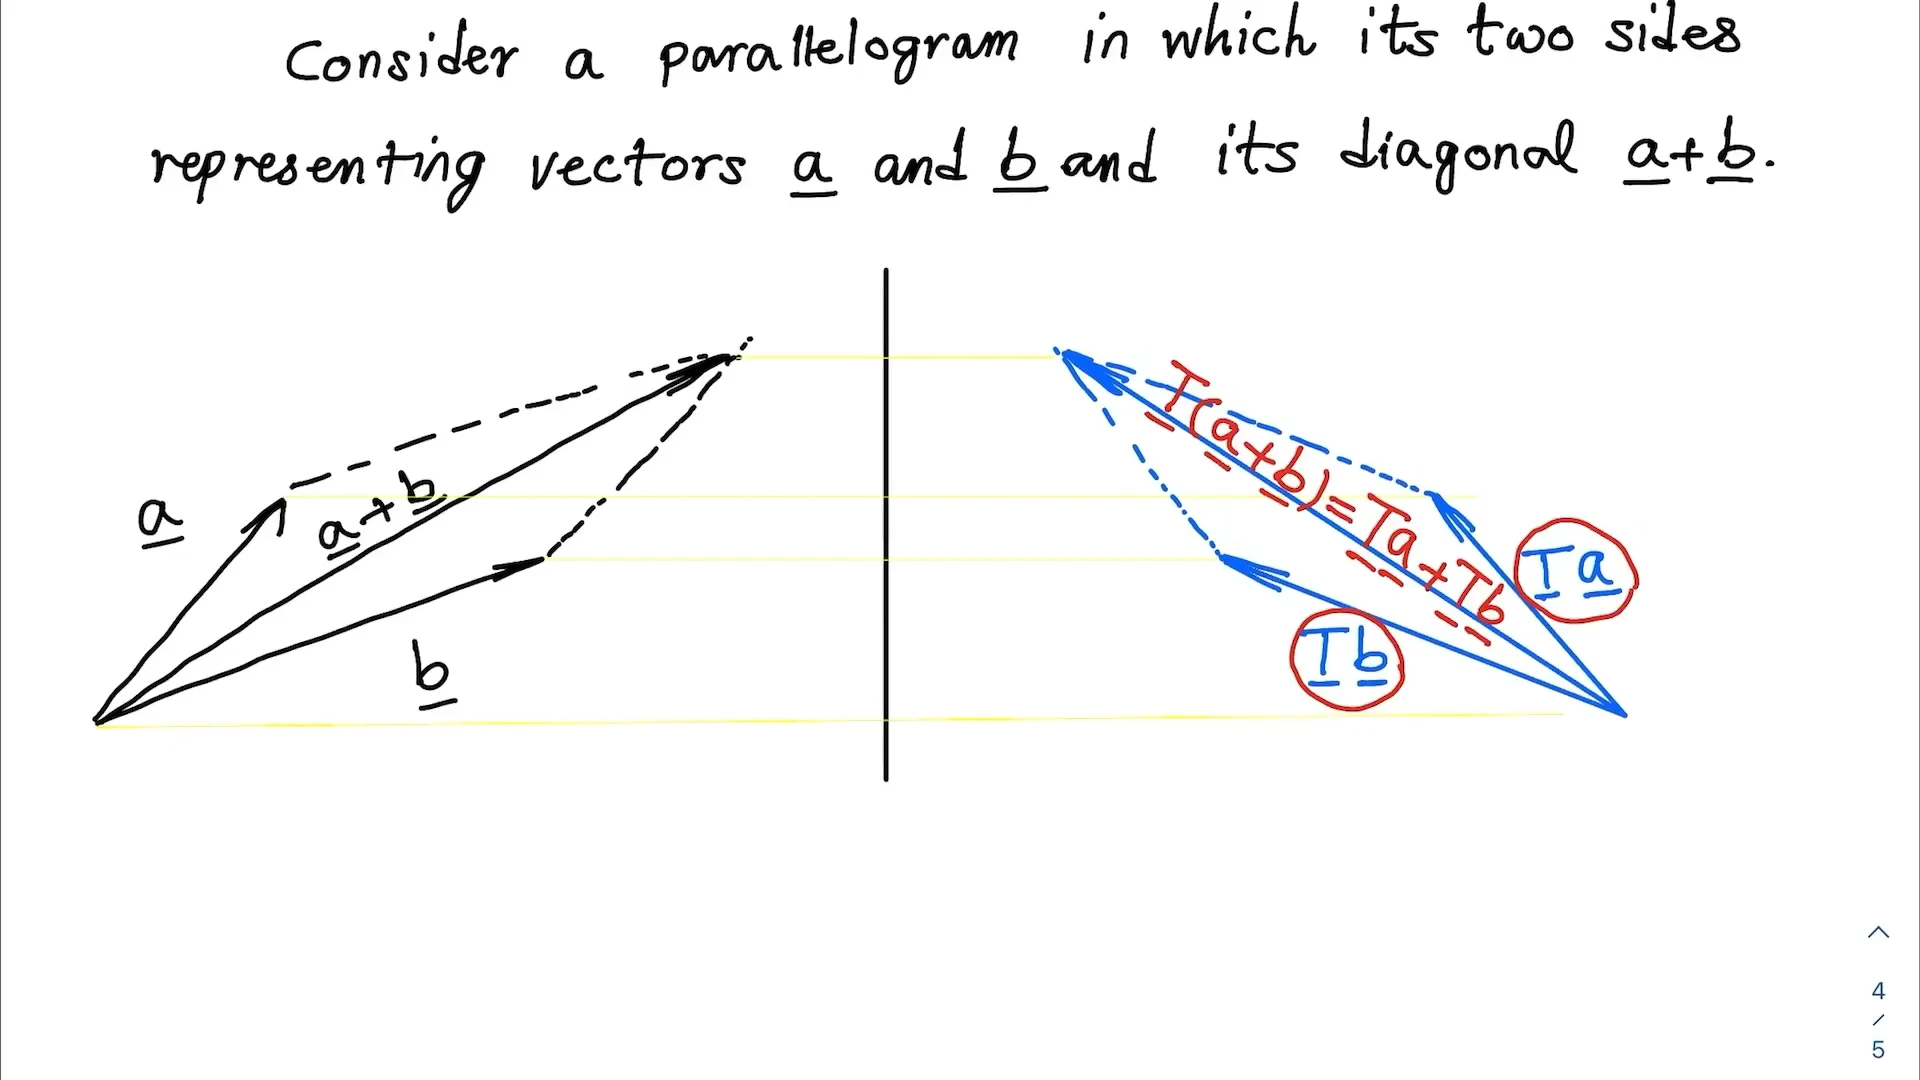 Consider a parallelogram in which its two sides
representing vectors a and b and its diagonal a+b.
a
a+b
b
T(a+b)=Ta+Tb
Ta
Tb
4
/
5